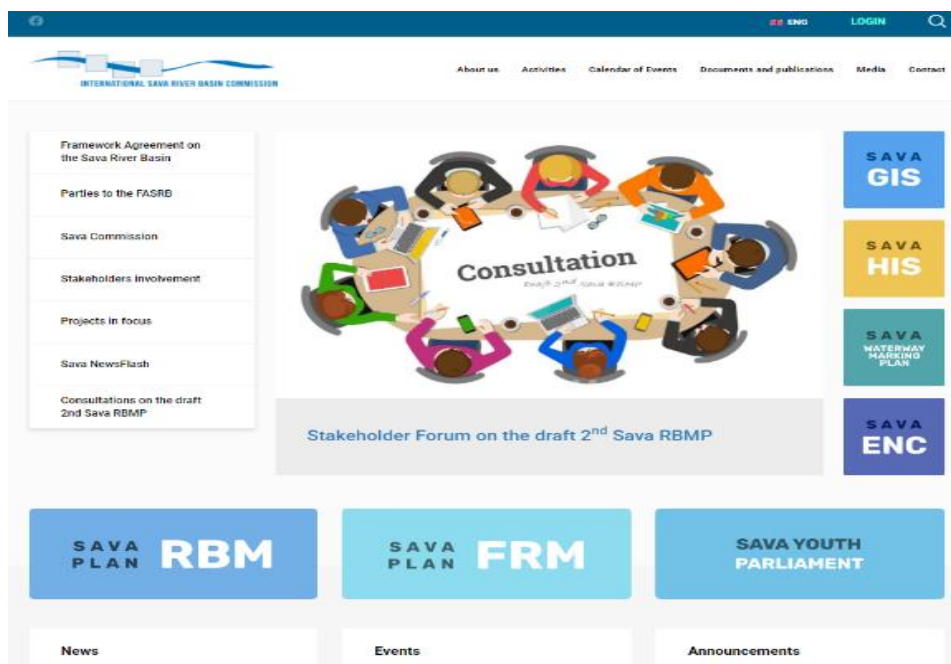 ENG
LOGIN
INTERNATIONAL SAVA RIVER BASIN COMMISSION
About us
Activities
Calendar of Events
Documents and publications
Media
Contact
Framework Agreement on
the Sava River Basin
Parties to the FASRB
Sava Commission
Stakeholders involvement
Projects in focus
Sava NewsFlash
Consultations on the draft
2nd Sava RBMP
Consultation
Draft 2nd Sava RBMP
Stakeholder Forum on the draft 2nd Sava RBMP
SAVA
GIS
SAVA
HIS
SAVA
WATERWAY
MARKING
PLAN
SAVA
ENC
SAVA
PLAN RBM
SAVA
PLAN FRM
SAVA YOUTH
PARLIAMENT
News
Events
Announcements